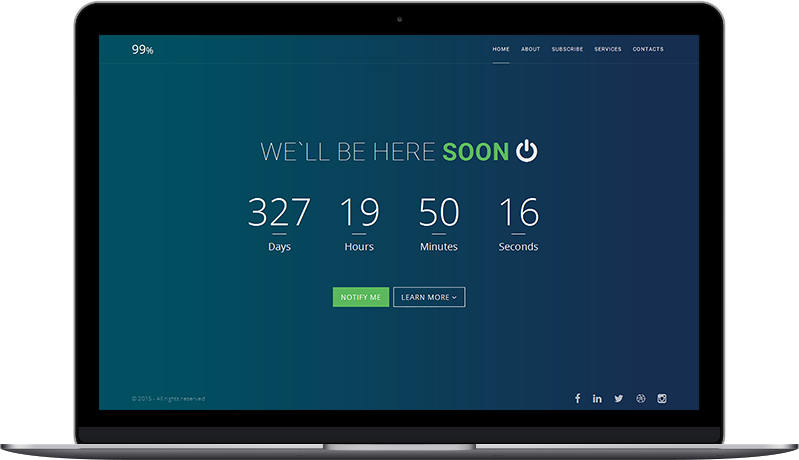 99%
HOME ABOUT SUBSCRIBE SERVICES CONTACTS
WE`LL BE HERE SOON
327 19 50 16
Days Hours Minutes Seconds
NOTIFY ME LEARN MORE
© 2015 - All rights reserved